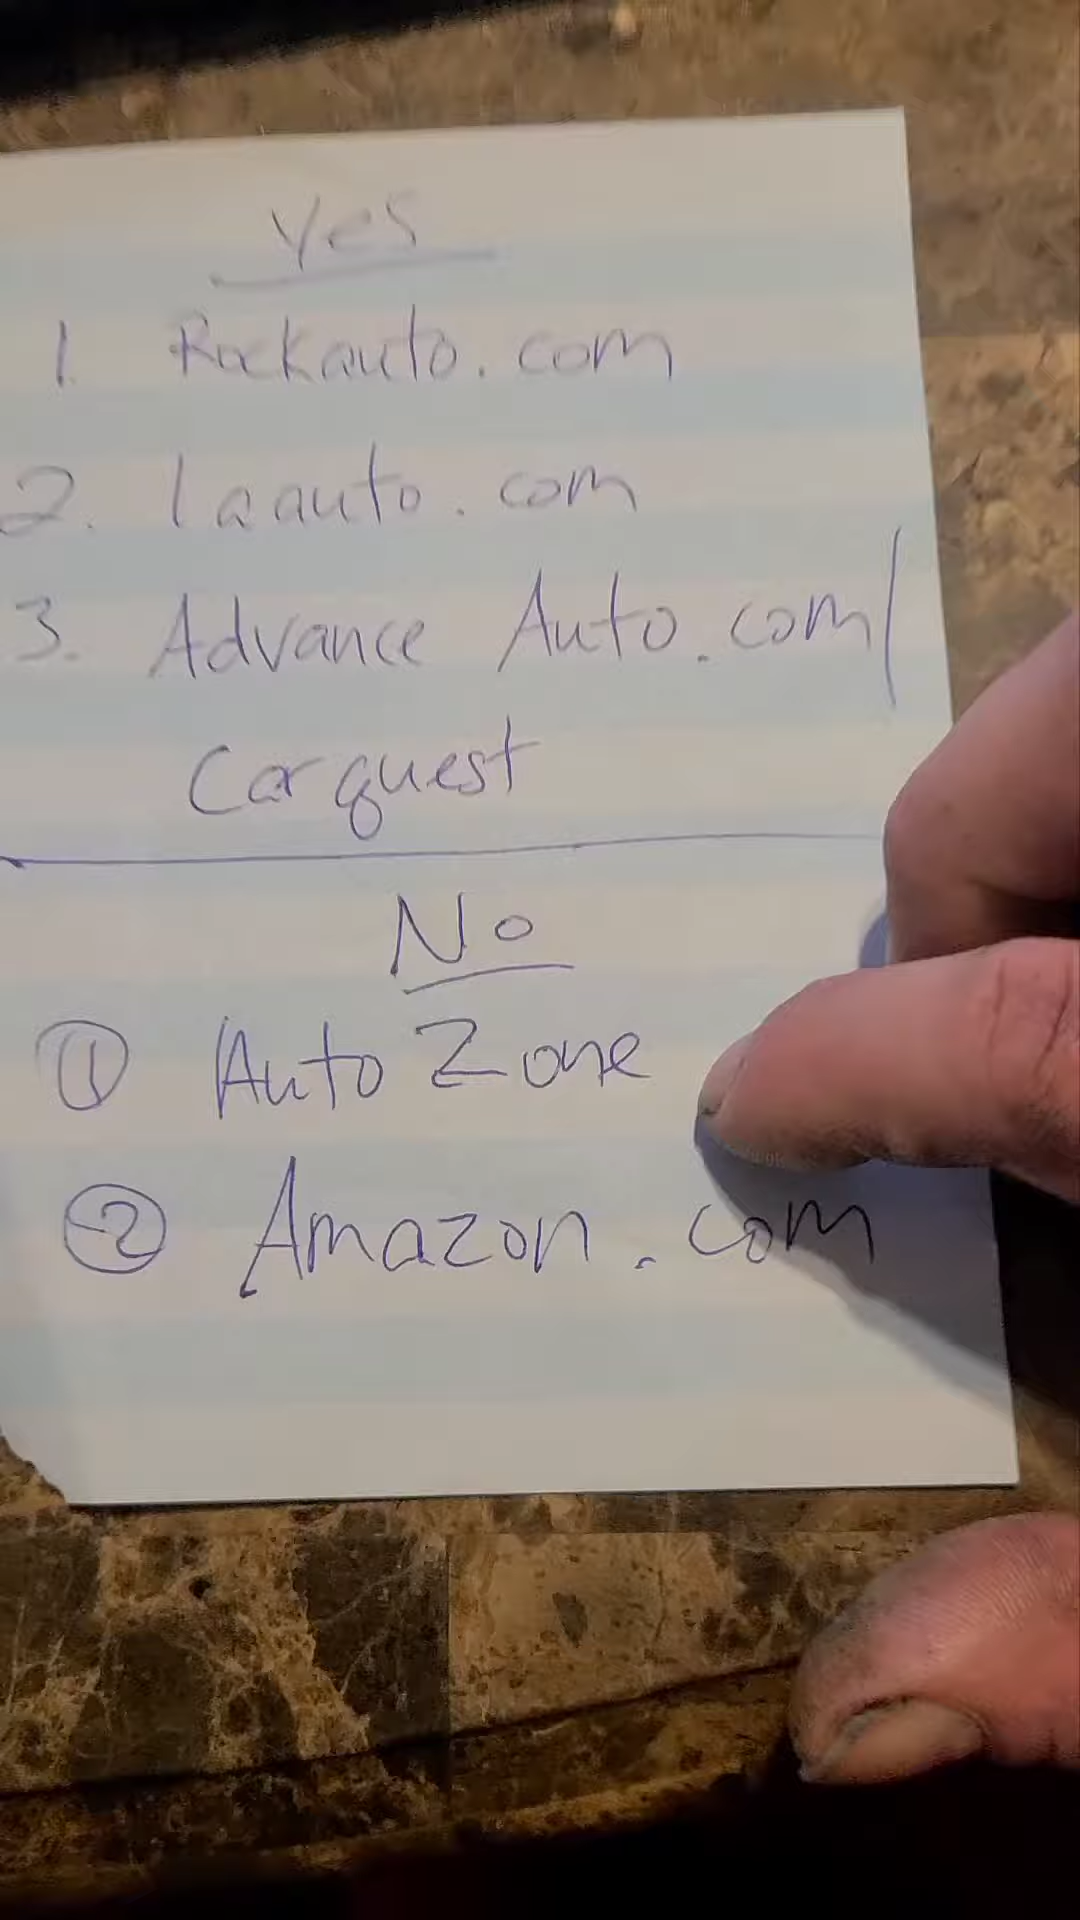 Yes
1. Rockauto.com
2. 1aauto.com
3. Advance Auto.com/
Carquest
No
① AutoZone
② Amazon.com